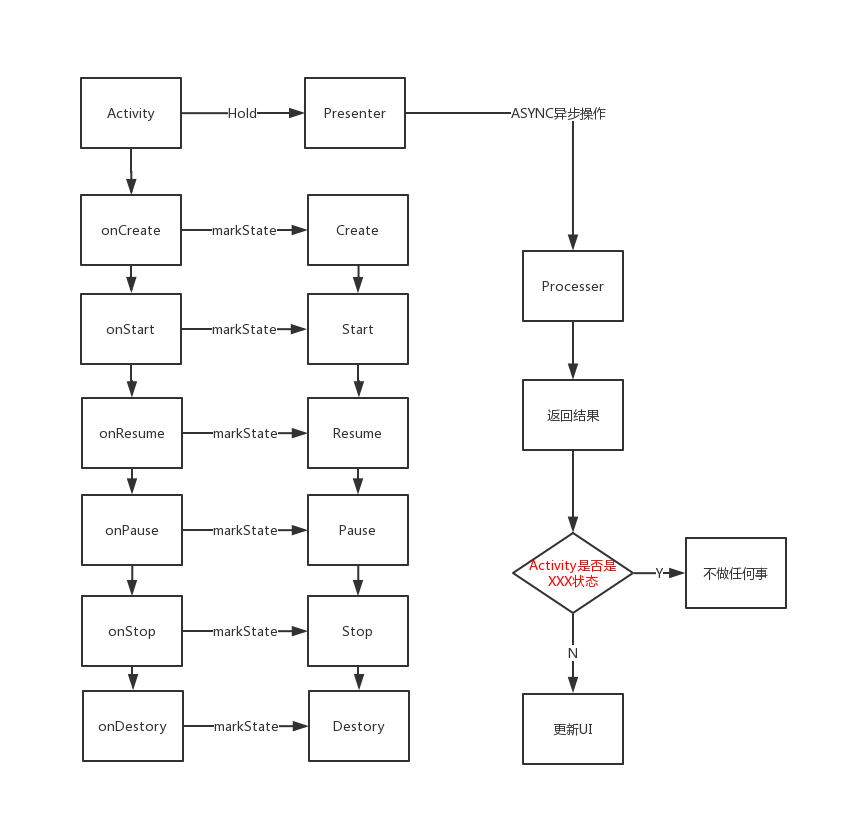 Activity
Hold
Presenter
ASYNC异步操作
onCreate
markState
Create
Processer
onStart
markState
Start
返回结果
onResume
markState
Resume
onPause
markState
Pause
Activity是否是
XXX状态
Y
不做任何事
onStop
markState
Stop
N
onDestory
markState
Destory
更新UI